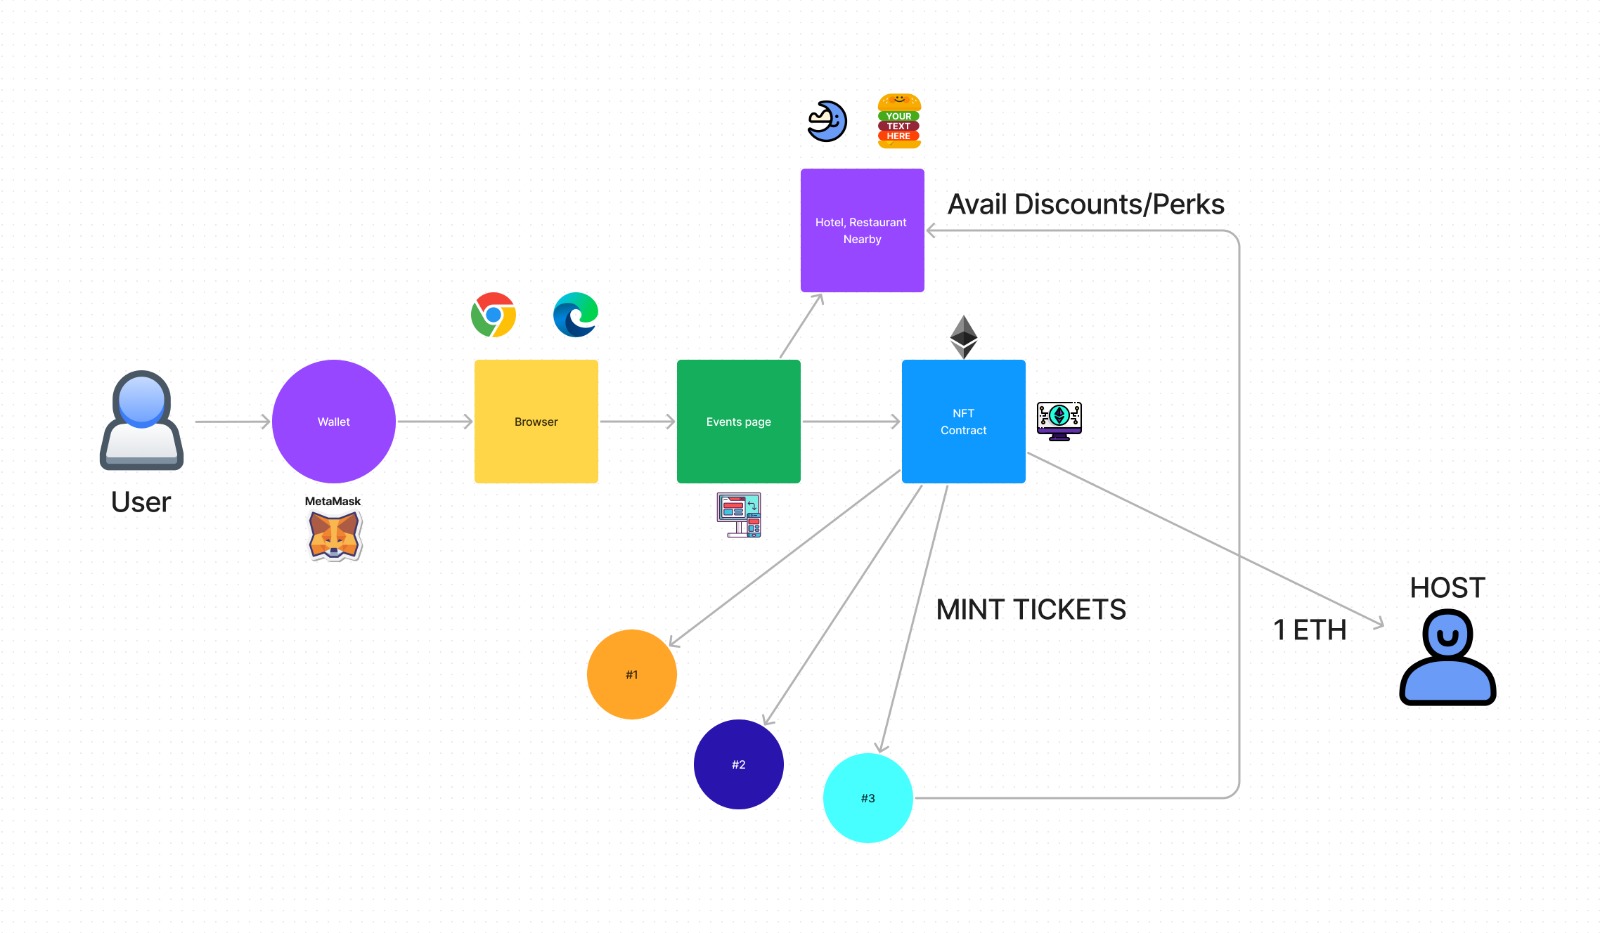 YOUR
TEXT
HERE
Hotel, Restaurant
Nearby
Avail Discounts/Perks
User
Wallet
MetaMask
Browser
Events page
NFT
Contract
MINT TICKETS
#1
#2
#3
1 ETH
HOST